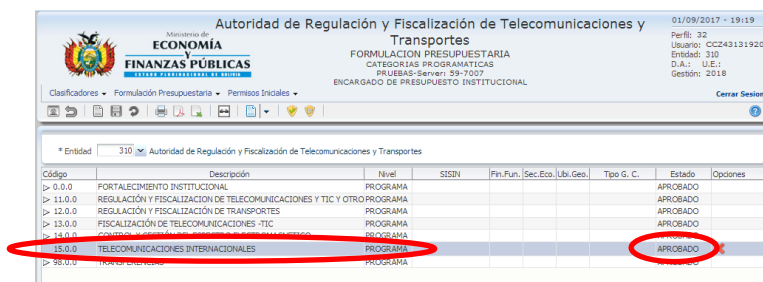 Autoridad de Regulación y Fiscalización de Telecomunicaciones y
Transportes
Ministerio de
ECONOMÍA
Y
FINANZAS PÚBLICAS
ESTADO PLURINACIONAL DE BOLIVIA
FORMULACION PRESUPUESTARIA
CATEGORIAS PROGRAMATICAS
PRUEBAS-Server: 59-7007
ENCARGADO DE PRESUPUESTO INSTITUCIONAL
01/09/2017 - 19:19
Perfil: 32
Usuario: CCZ43131920
Entidad: 310
D.A.: U.E.:
Gestión: 2018
Clasificadores Formulación Presupuestaria Permisos Iniciales
Cerrar Sesion
* Entidad 310 Autoridad de Regulación y Fiscalización de Telecomunicaciones y Transportes
Código Descripción Nivel SISIN Fin.Fun. Sec.Eco. Ubi.Geo. Tipo G. C. Estado Opciones
0.0.0 FORTALECIMIENTO INSTITUCIONAL PROGRAMA APROBADO
11.0.0 REGULACIÓN Y FISCALIZACION DE TELECOMUNICACIONES Y TIC Y OTRO PROGRAMA APROBADO
12.0.0 REGULACIÓN Y FISCALIZACIÓN DE TRANSPORTES PROGRAMA APROBADO
13.0.0 FISCALIZACIÓN DE TELECOMUNICACIONES -TIC PROGRAMA APROBADO
14.0.0 CONTROL Y GESTIÓN DEL ESPECTRO PROGRAMA APROBADO
15.0.0 TELECOMUNICACIONES INTERNACIONALES PROGRAMA APROBADO
98.0.0 TRANSFERENCIAS PROGRAMA APROBADO